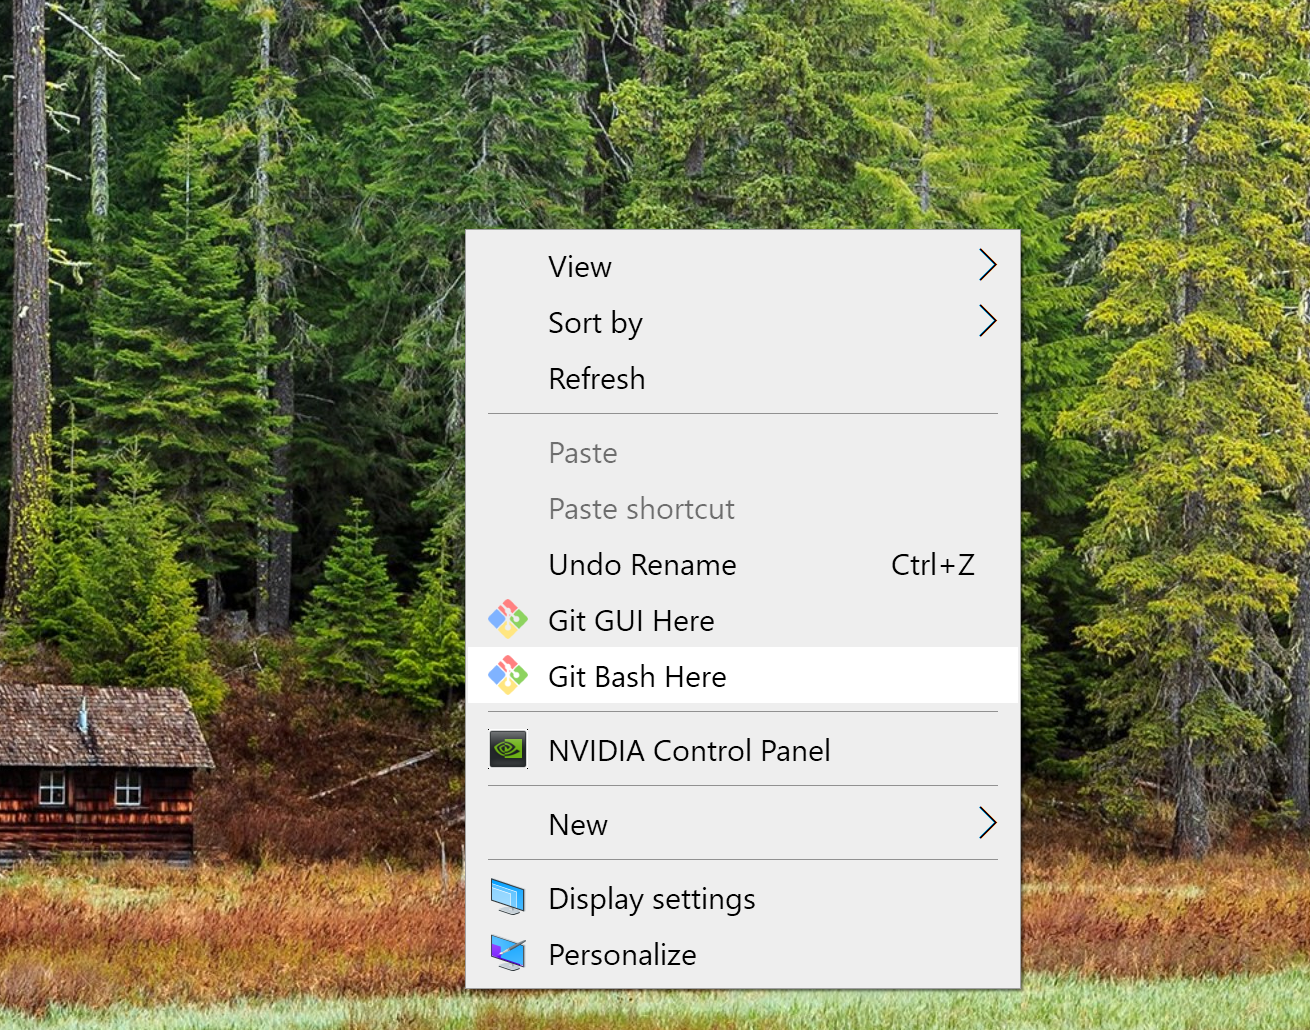 View
Sort by
Refresh
Paste
Paste shortcut
Undo Rename Ctrl+Z
Git GUI Here
Git Bash Here
NVIDIA Control Panel
New
Display settings
Personalize